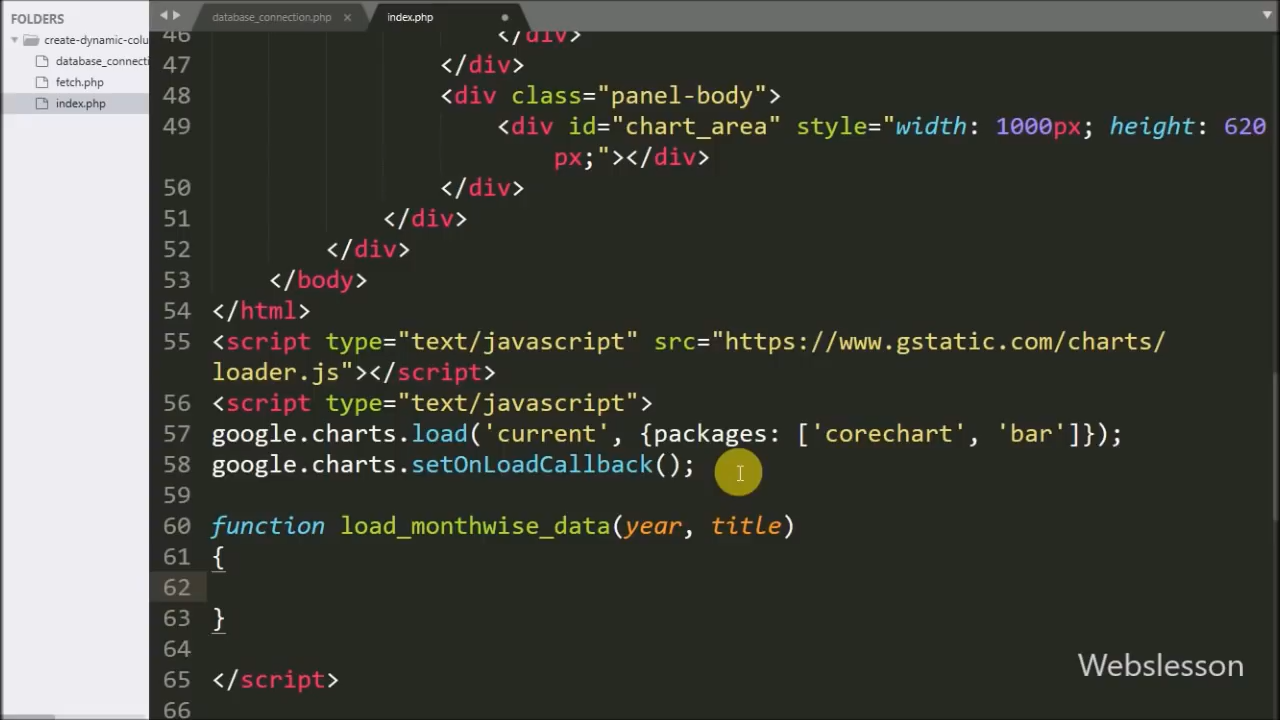 FOLDERS
create-dynamic-colu
database_connecti
fetch.php
index.php
database_connection.php ×
index.php
46 </div>
47 </div>
48 <div class="panel-body">
49 <div id="chart_area" style="width: 1000px; height: 620
px;"></div>
50 </div>
51 </div>
52 </div>
53 </body>
54 </html>
55 <script type="text/javascript" src="https://www.gstatic.com/charts/
loader.js"></script>
56 <script type="text/javascript">
57 google.charts.load('current', {packages: ['corechart', 'bar']});
58 google.charts.setOnLoadCallback();
59
60 function load_monthwise_data(year, title)
61 {
62
63 }
64
65 </script>
66
Webslesson